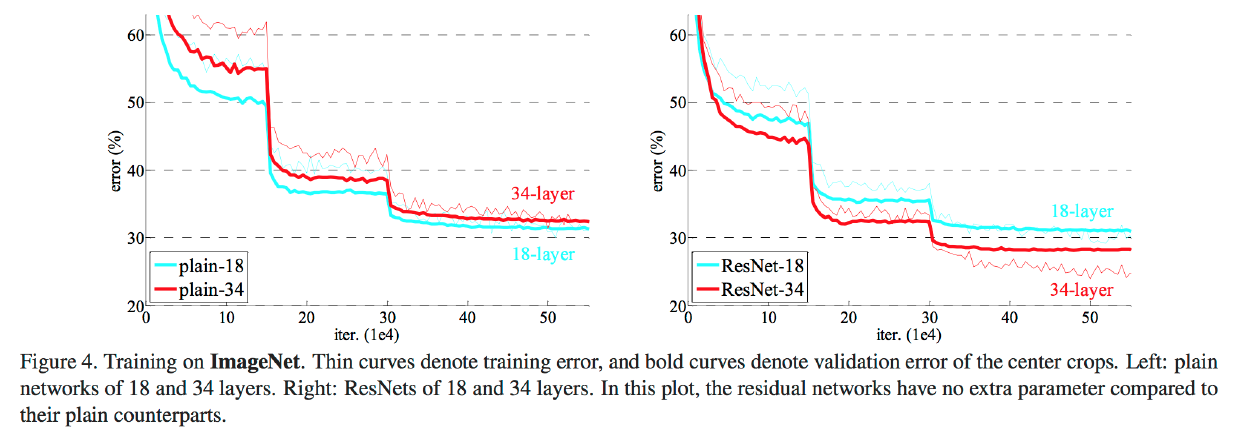 60
50
40
30
20
error (%)
0 10 20 30 40 50
iter. (1e4)
34-layer
18-layer
plain-18
plain-34
60
50
40
30
20
error (%)
0 10 20 30 40 50
iter. (1e4)
18-layer
34-layer
ResNet-18
ResNet-34
Figure 4. Training on ImageNet. Thin curves denote training error, and bold curves denote validation error of the center crops. Left: plain
networks of 18 and 34 layers. Right: ResNets of 18 and 34 layers. In this plot, the residual networks have no extra parameter compared to
their plain counterparts.